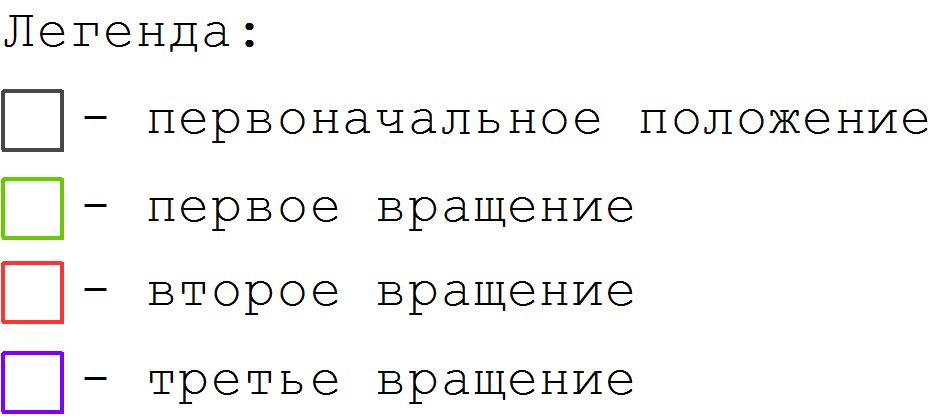 Легенда:
- первоначальное положение
- первое вращение
- второе вращение
- третье вращение